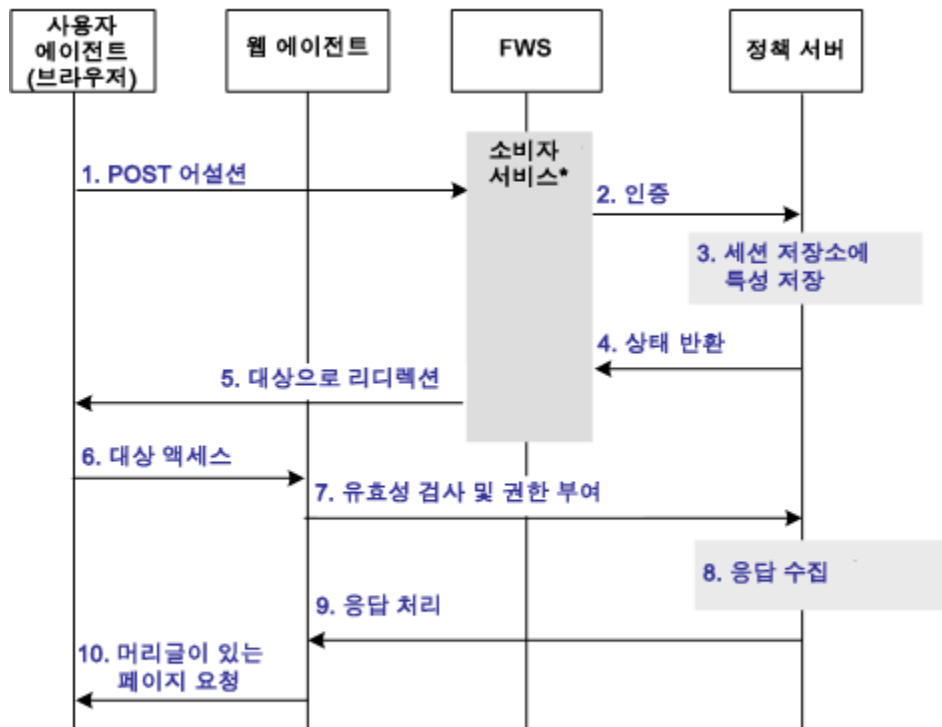 사용자
에이전트
(브라우저)
웹 에이전트
FWS
정책 서버
소비자
서비스*
1. POST 어설션
2. 인증
3. 세션 저장소에
특성 저장
4. 상태 반환
5. 대상으로 리디렉션
6. 대상 액세스
7. 유효성 검사 및 권한 부여
8. 응답 수집
9. 응답 처리
10. 머리글이 있는
페이지 요청